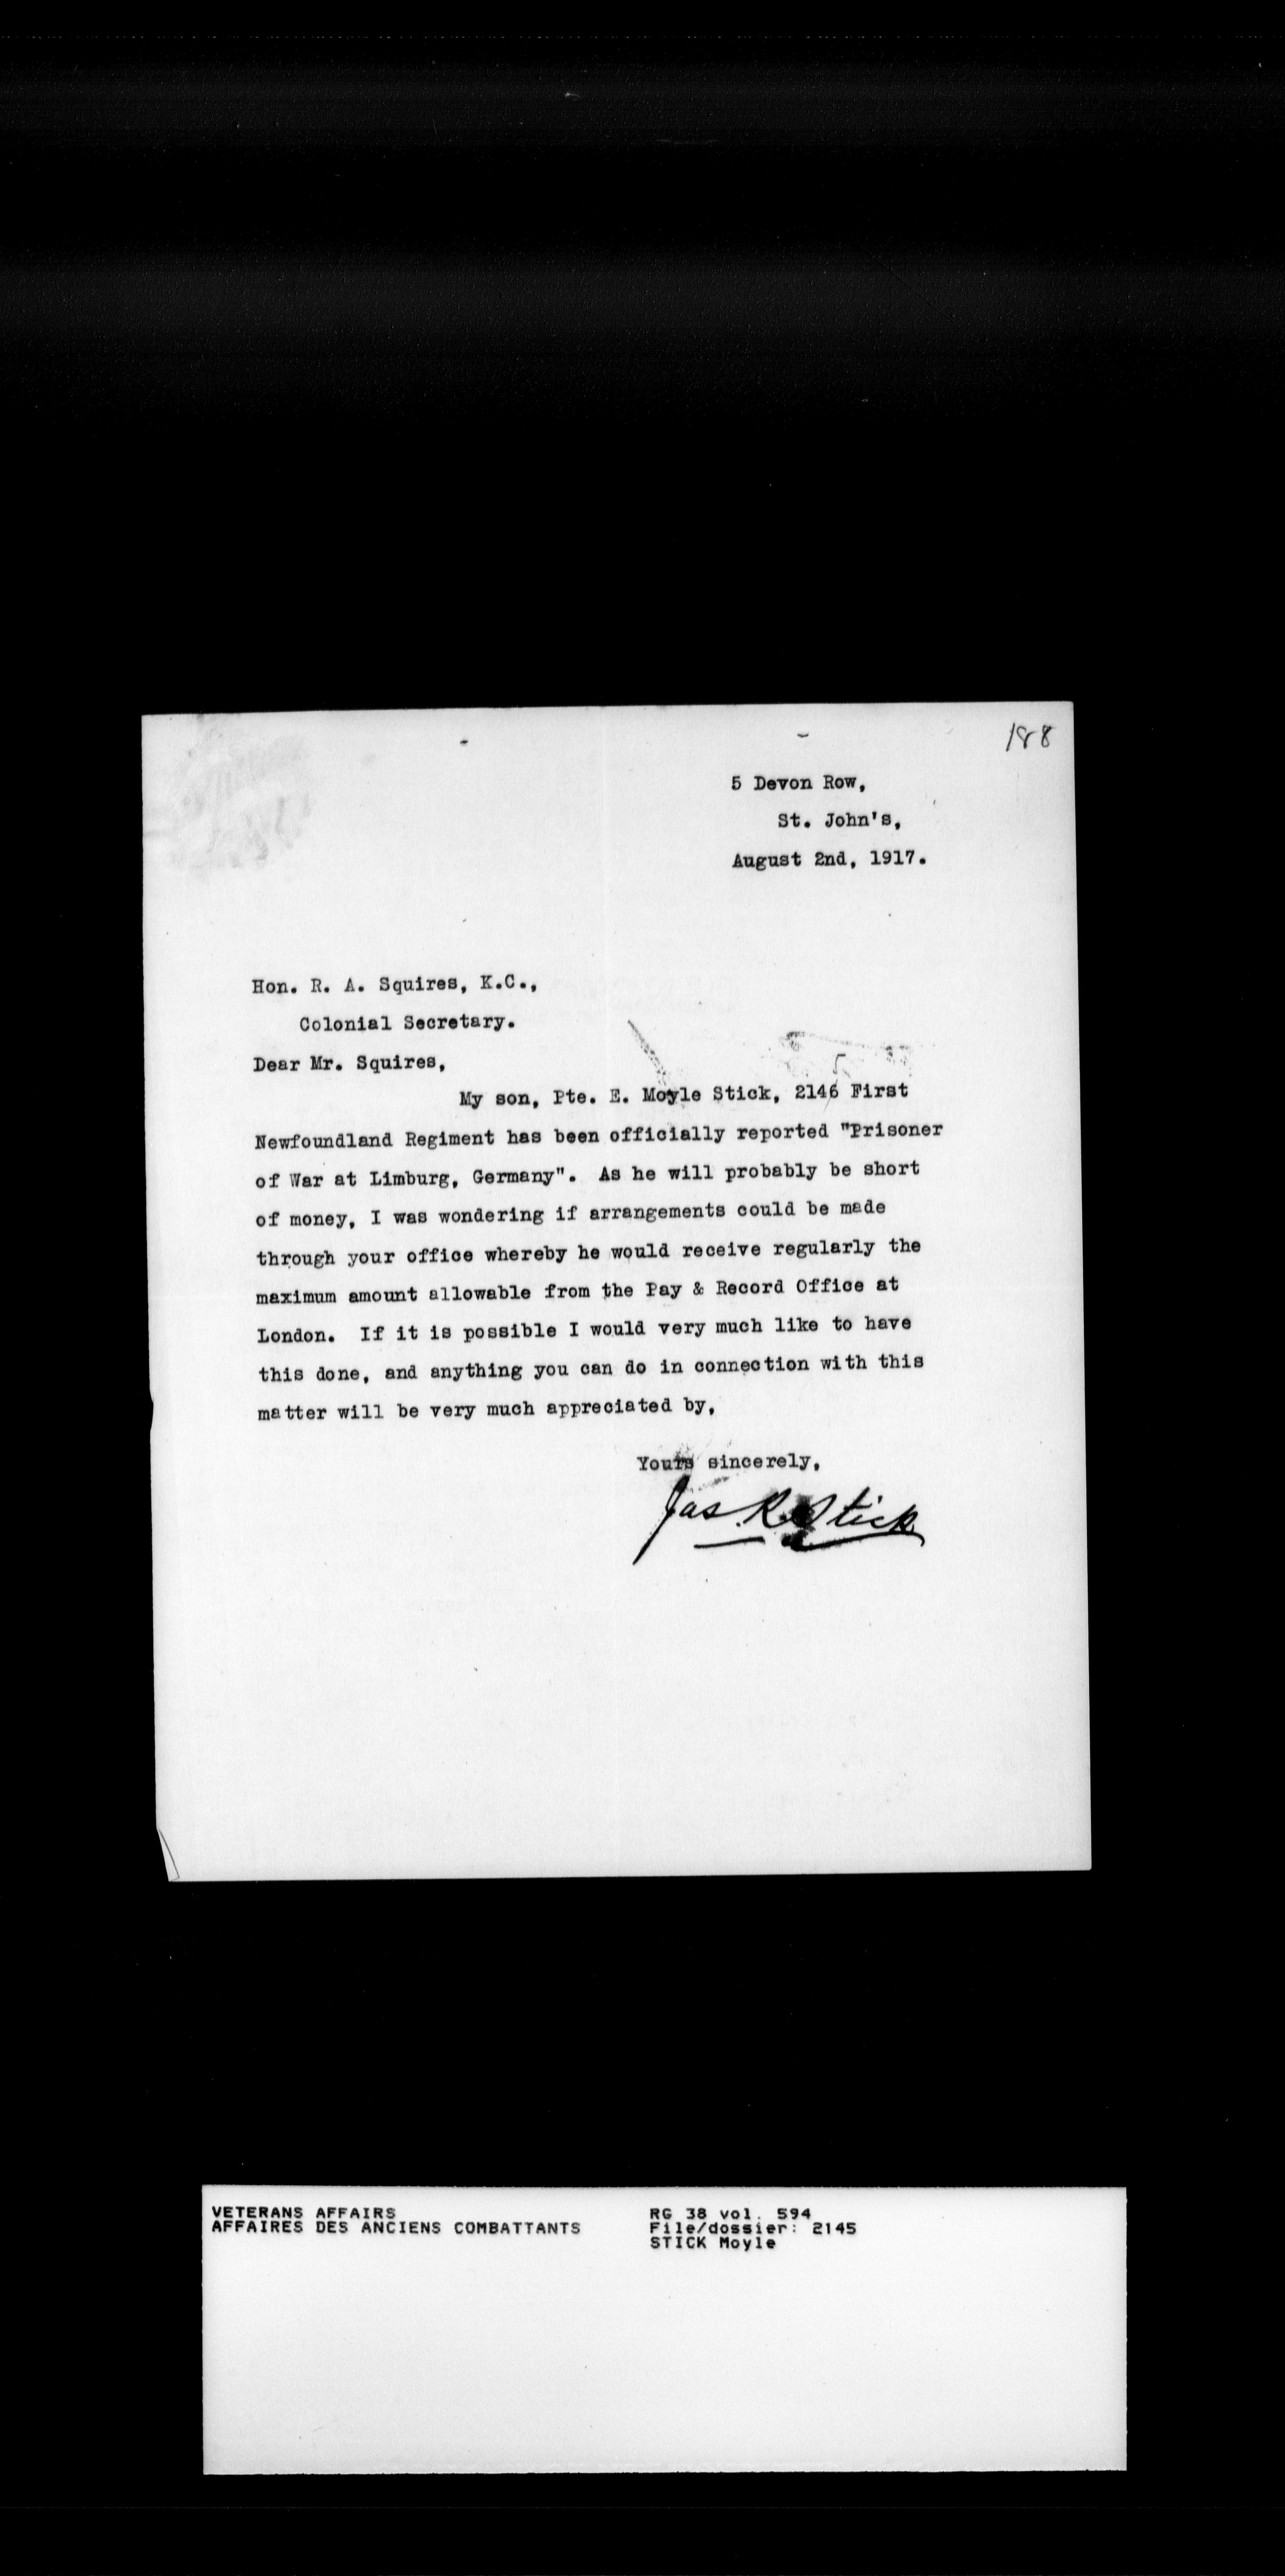 188
5 Devon Row,
St. John's,
August 2nd, 1917.
Hon. R. A. Squires, K.C.,
Colonial Secretary.
Dear Mr. Squires,
5
My son, Pte. E. Moyle Stick, 2146 First
Newfoundland Regiment has been officially reported "Prisoner
of War at Limburg, Germany". As he will probably be short
of money, I was wondering if arrangements could be made
through your office whereby he would receive regularly the
maximum amount allowable from the Pay & Record Office at
London. If it is possible I would very much like to have
this done, and anything you can do in connection with this
matter will be very much appreciated by,
Yours sincerely,
Jas. R. Stick
VETERANS AFFAIRS RG 38 vol. 594
AFFAIRES DES ANCIENS COMBATTANTS File/dossier: 2145
STICK Moyle